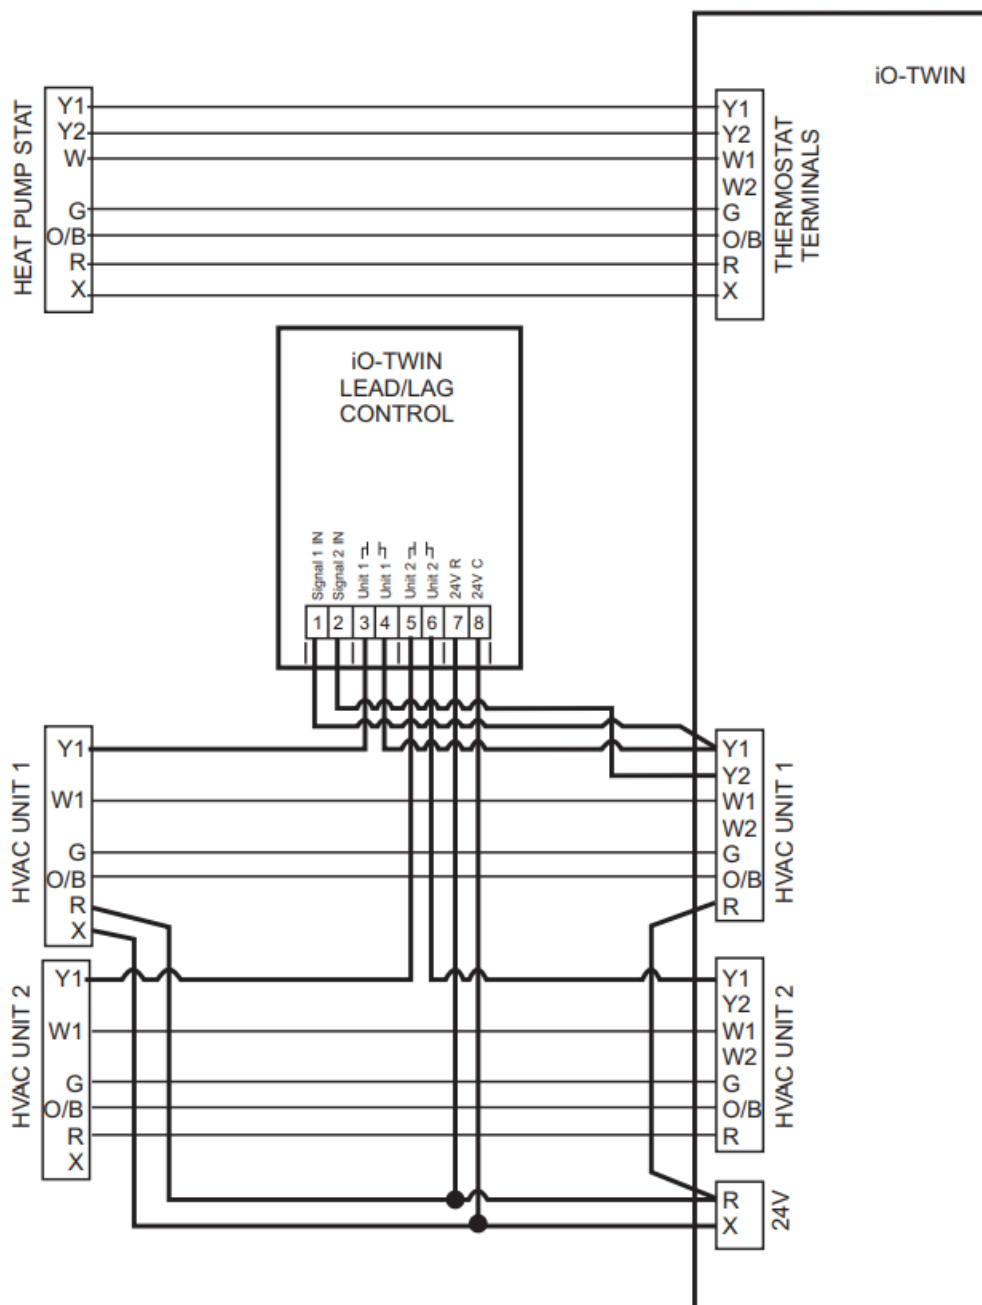 iO-TWIN
HEAT PUMP STAT
Y1
Y2
W
G
O/B
R
X
Y1
Y2
W1
W2
G
O/B
R
X
THERMOSTAT
TERMINALS
iO-TWIN
LEAD/LAG
CONTROL
Signal 1 IN
Signal 2 IN
Unit 1
Unit 1
Unit 2
Unit 2
24V R
24V C
1 2 3 4 5 6 7 8
HVAC UNIT 1
Y1
W1
G
O/B
R
X
Y1
Y2
W1
W2
G
O/B
R
HVAC UNIT 1
HVAC UNIT 2
Y1
W1
G
O/B
R
X
Y1
Y2
W1
W2
G
O/B
R
HVAC UNIT 2
R
X
24V